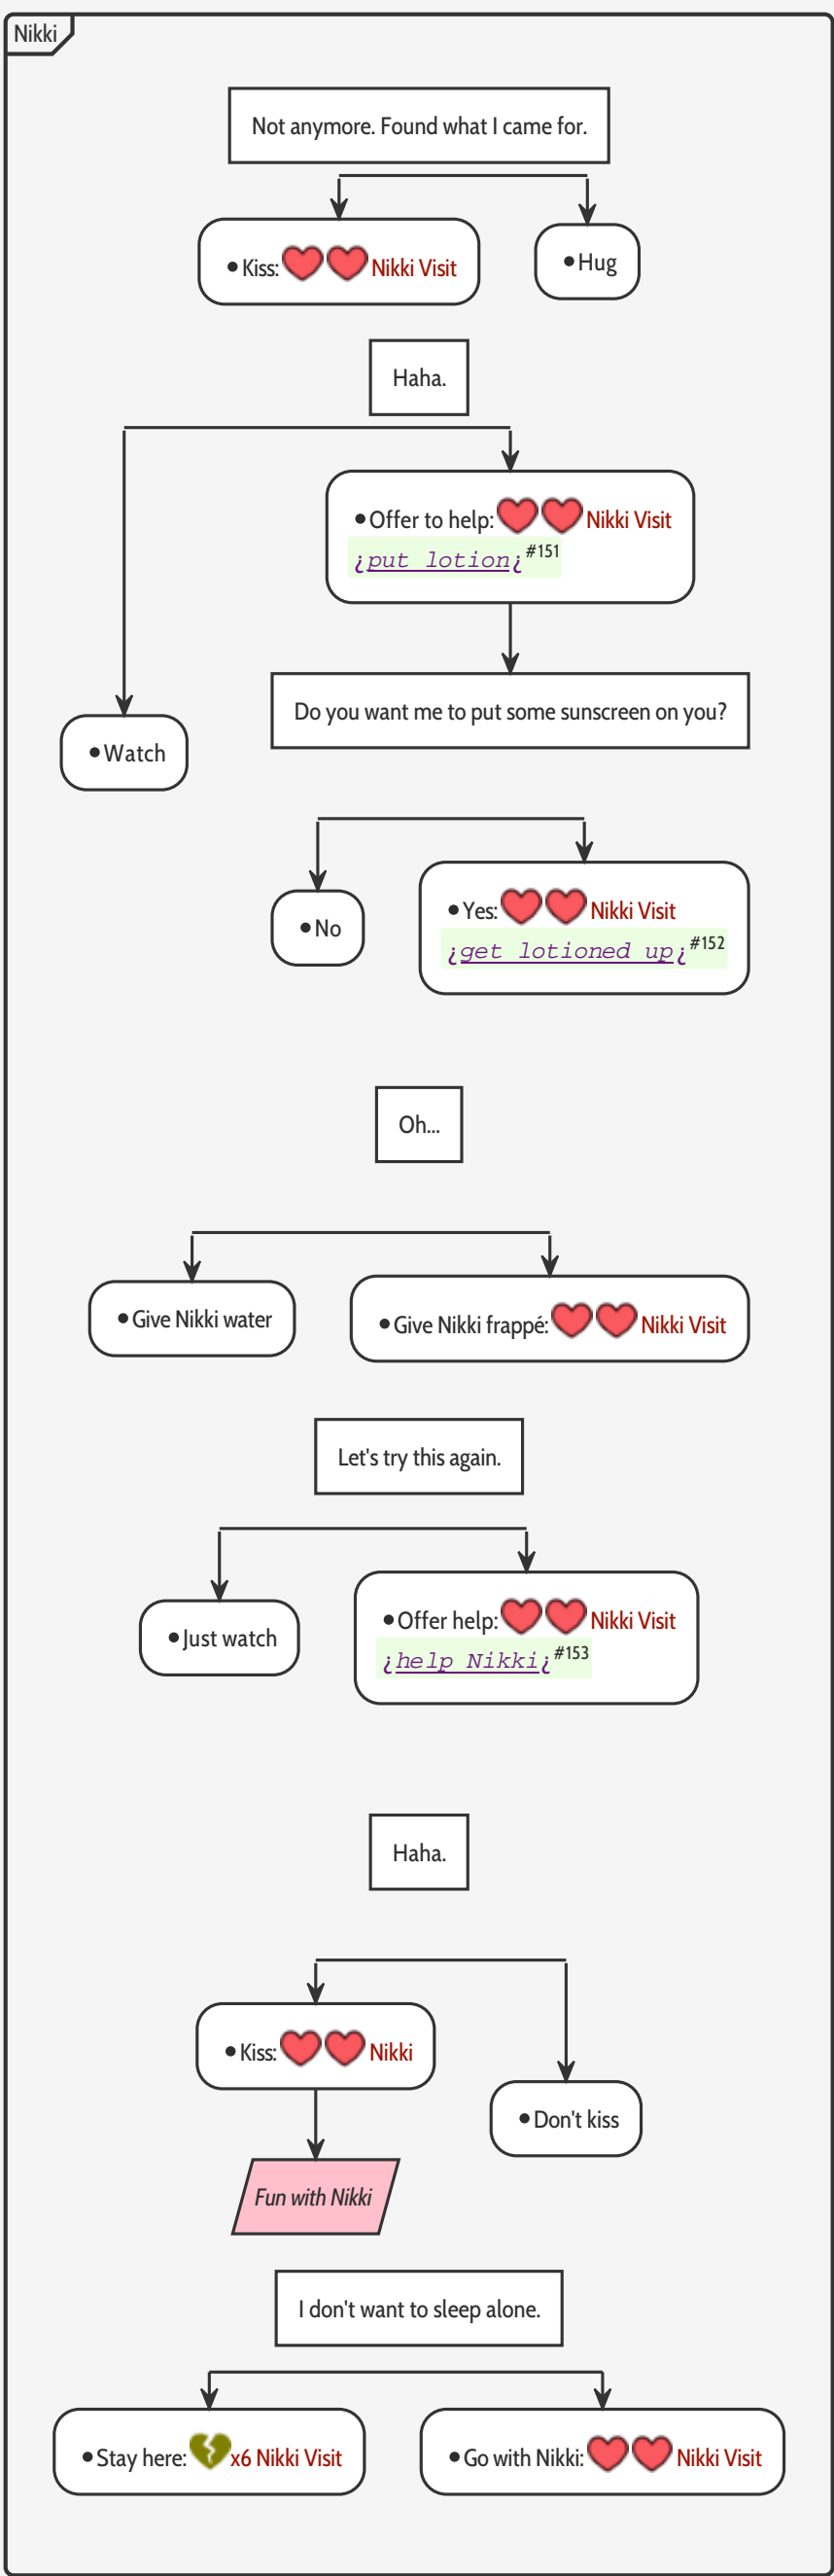 Nikki
Not anymore. Found what I came for.
•Kiss: Nikki Visit
•Hug
Haha.
•Offer to help: Nikki Visit
¿put lotion¿#151
Do you want me to put some sunscreen on you?
•Watch
•No
•Yes: Nikki Visit
¿get lotioned up¿#152
Oh...
•Give Nikki water
•Give Nikki frappé: Nikki Visit
Let's try this again.
•Just watch
•Offer help: Nikki Visit
¿help Nikki¿#153
Haha.
•Kiss: Nikki
•Don't kiss
Fun with Nikki
I don't want to sleep alone.
•Stay here: x6 Nikki Visit
•Go with Nikki: Nikki Visit